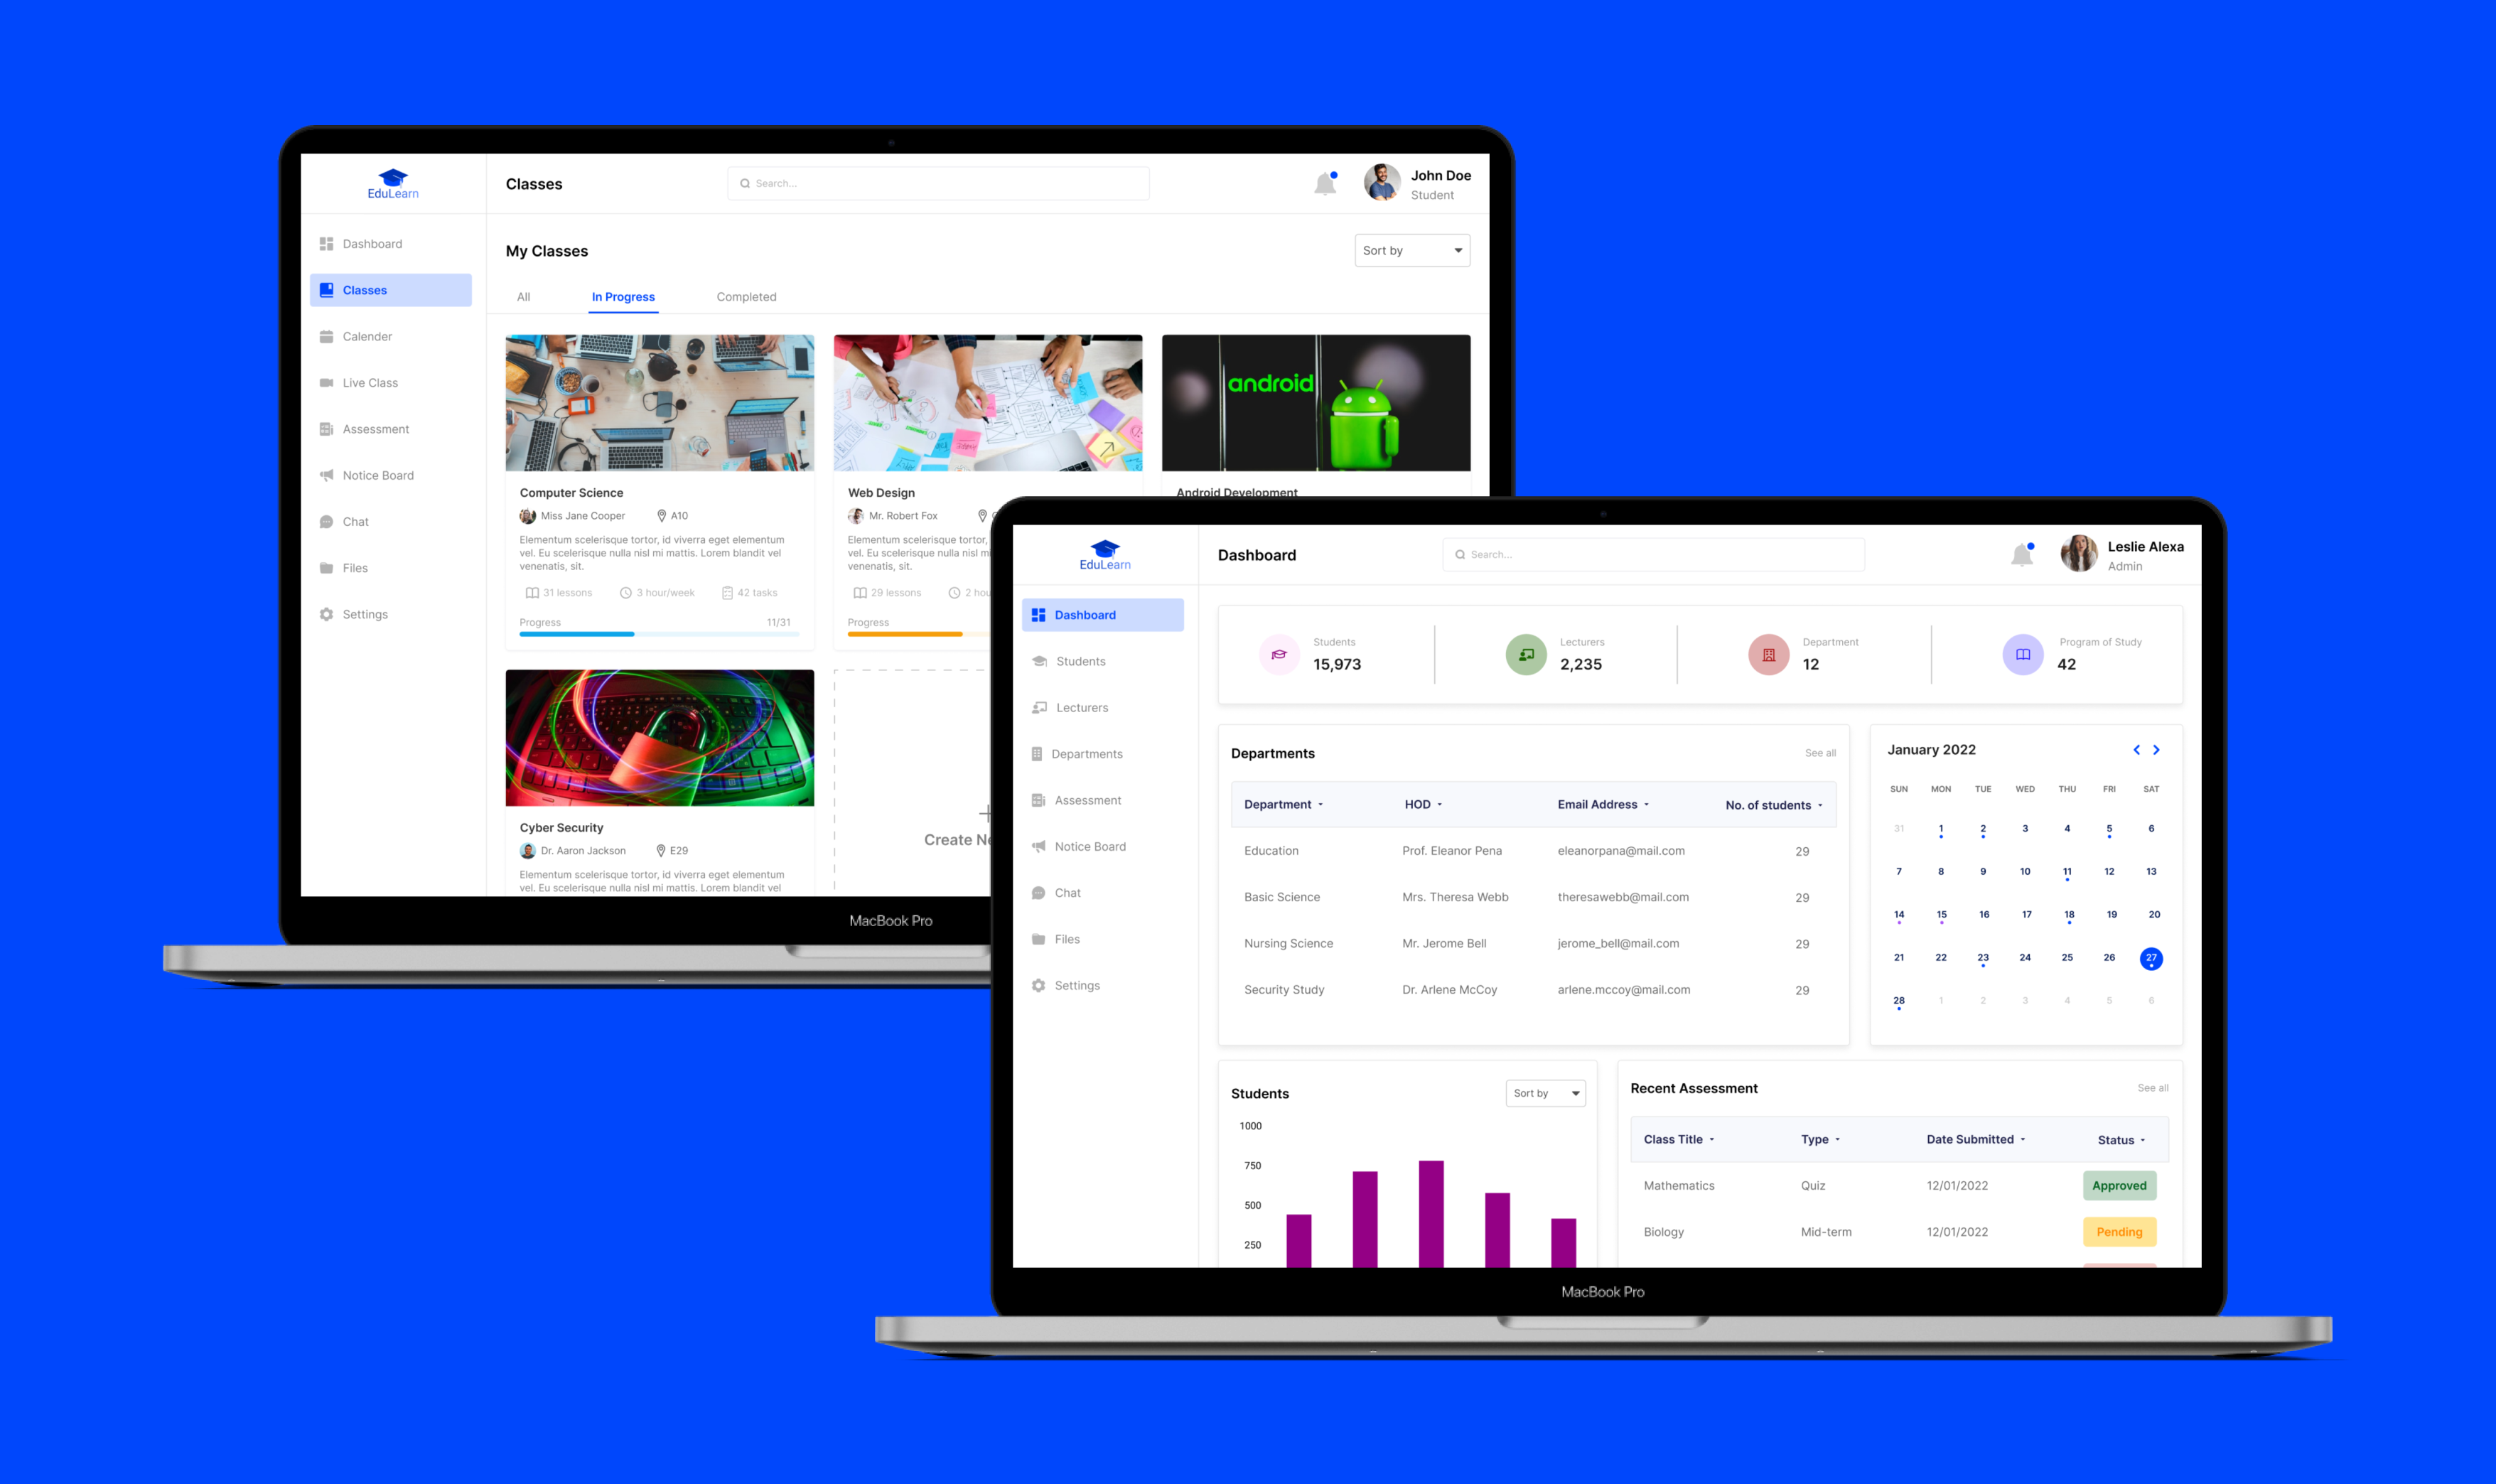 EduLearn
Classes
Search...
John Doe
Student
Dashboard
Classes
Calender
Live Class
Assessment
Notice Board
Chat
Files
Settings
My Classes
Sort by
All
In Progress
Completed
android
Computer Science
Miss Jane Cooper
A10
Elementum scelerisque tortor, id viverra eget elementum
vel. Eu scelerisque nulla nisl mi mattis. Lorem blandit vel
venenatis, sit.
31 lessons
3 hour/week
42 tasks
Progress
11/31
Web Design
Mr. Robert Fox
Elementum scelerisque tortor,
vel. Eu scelerisque nulla nisl
venenatis, sit.
29 lessons
2
Progress
Android Development
Cyber Security
Dr. Aaron Jackson
E29
Elementum scelerisque tortor, id viverra eget elementum
vel. Eu scelerisque nulla nisl mi mattis. Lorem blandit vel
Create
MacBook Pro
EduLearn
Dashboard
Search...
Leslie Alexa
Admin
Dashboard
Students
Lecturers
Departments
Assessment
Notice Board
Chat
Files
Settings
Students
15,973
Lecturers
2,235
Department
12
Program of Study
42
Departments
See all
Department HOD Email Address No. of students
Education Prof. Eleanor Pena eleanorpana@mail.com 29
Basic Science Mrs. Theresa Webb theresawebb@mail.com 29
Nursing Science Mr. Jerome Bell jerome_bell@mail.com 29
Security Study Dr. Arlene McCoy arlene.mccoy@mail.com 29
January 2022
SUN MON TUE WED THU FRI SAT
31 1 2 3 4 5 6
7 8 9 10 11 12 13
14 15 16 17 18 19 20
21 22 23 24 25 26 27
28 1 2 3 4 5 6
Students
Sort by
1000
750
500
250
Recent Assessment
See all
Class Title Type Date Submitted Status
Mathematics Quiz 12/01/2022 Approved
Biology Mid-term 12/01/2022 Pending
MacBook Pro